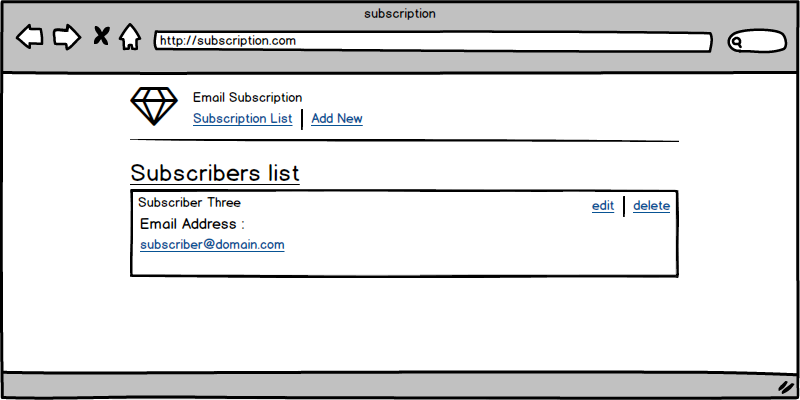 subscription
http://subscription.com
Email Subscription
Subscription List | Add New
Subscribers list
Subscriber Three
edit | delete
Email Address :
subscriber@domain.com